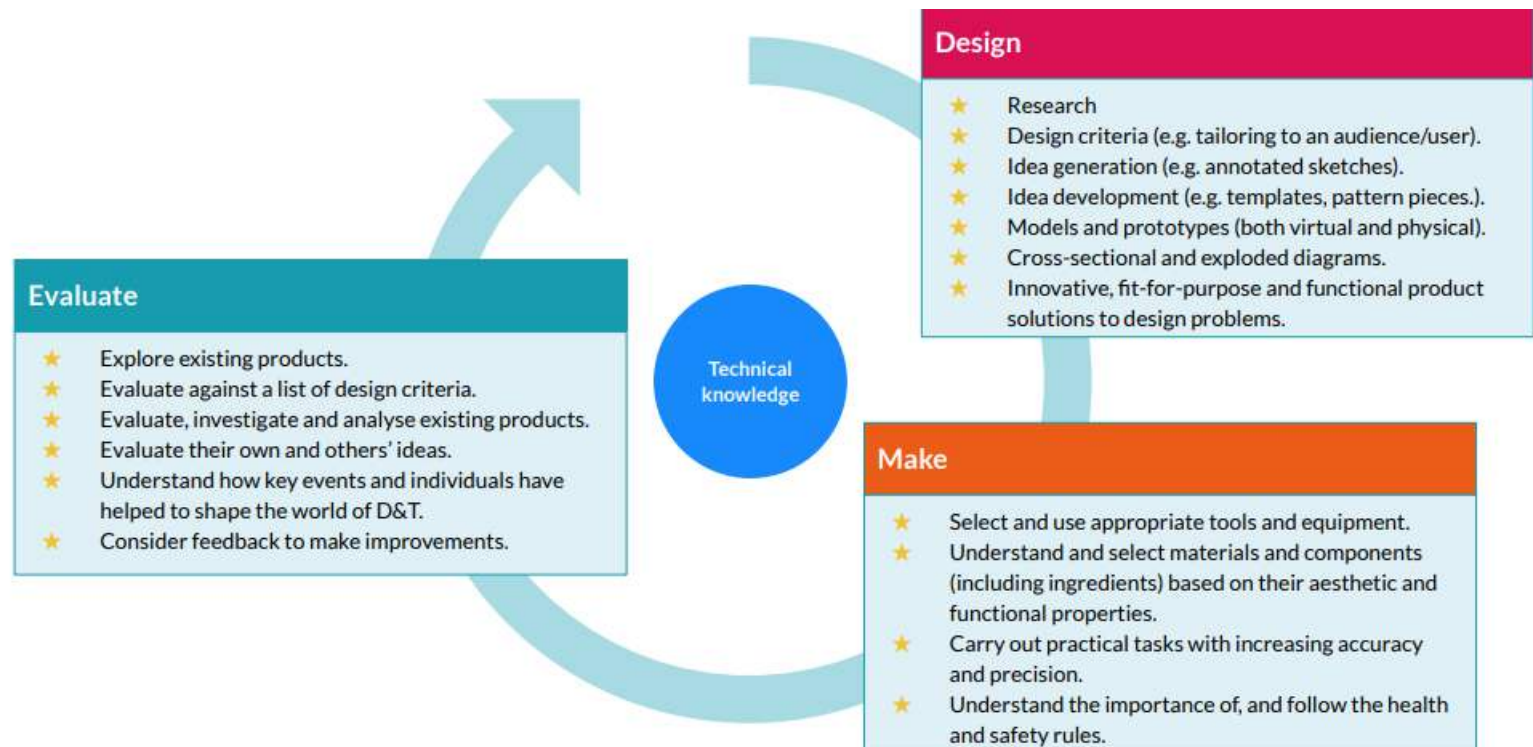 Design
Research
Design criteria (e.g. tailoring to an audience/user).
Idea generation (e.g. annotated sketches).
Idea development (e.g. templates, pattern pieces.).
Models and prototypes (both virtual and physical).
Cross-sectional and exploded diagrams.
Innovative, fit-for-purpose and functional product
solutions to design problems.
Technical
knowledge
Make
Select and use appropriate tools and equipment.
Understand and select materials and components
(including ingredients) based on their aesthetic and
functional properties.
Carry out practical tasks with increasing accuracy
and precision.
Understand the importance of, and follow the health
and safety rules.
Evaluate
Explore existing products.
Evaluate against a list of design criteria.
Evaluate, investigate and analyse existing products.
Evaluate their own and others’ ideas.
Understand how key events and individuals have
helped to shape the world of D&T.
Consider feedback to make improvements.